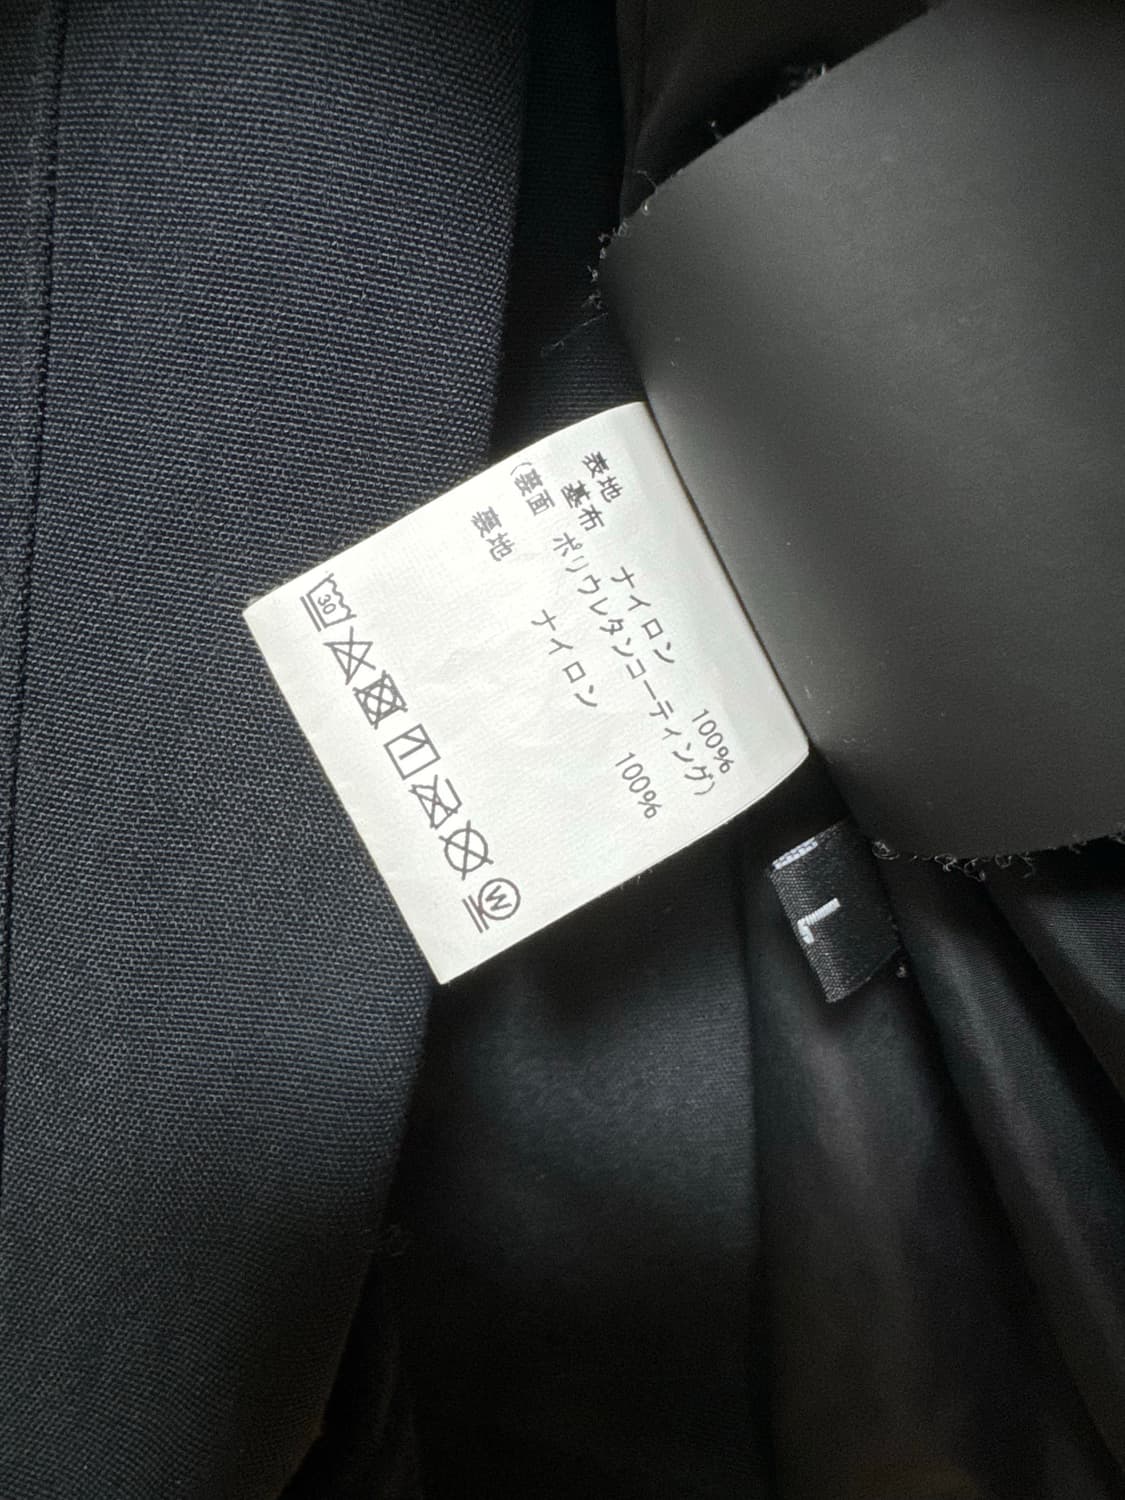 表地
基布 ナイロン 100%
(裏面 ポリウレタンコーティング)
裏地 ナイロン 100%
30
W
L